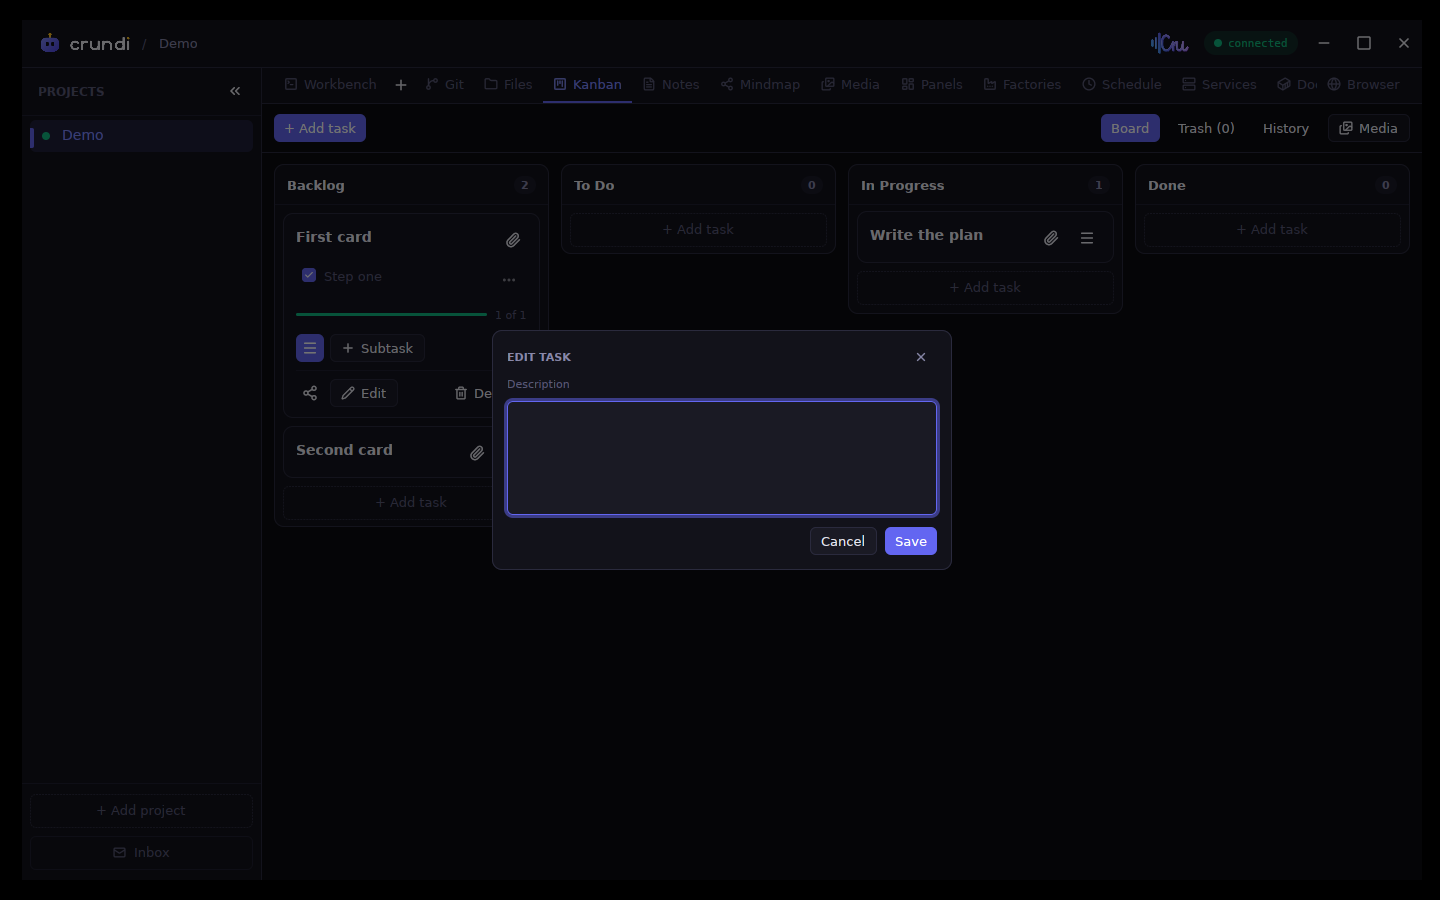 crundi / Demo
Cru
connected
PROJECTS
Demo
Workbench
Git
Files
Kanban
Notes
Mindmap
Media
Panels
Factories
Schedule
Services
Browser
+ Add task
Board
Trash (0)
History
Media
Backlog 2
First card
Step one
1 of 1
Subtask
Edit
Second card
+ Add task
To Do 0
+ Add task
In Progress 1
Write the plan
+ Add task
Done 0
+ Add task
EDIT TASK
Description
Cancel
Save
+ Add project
Inbox